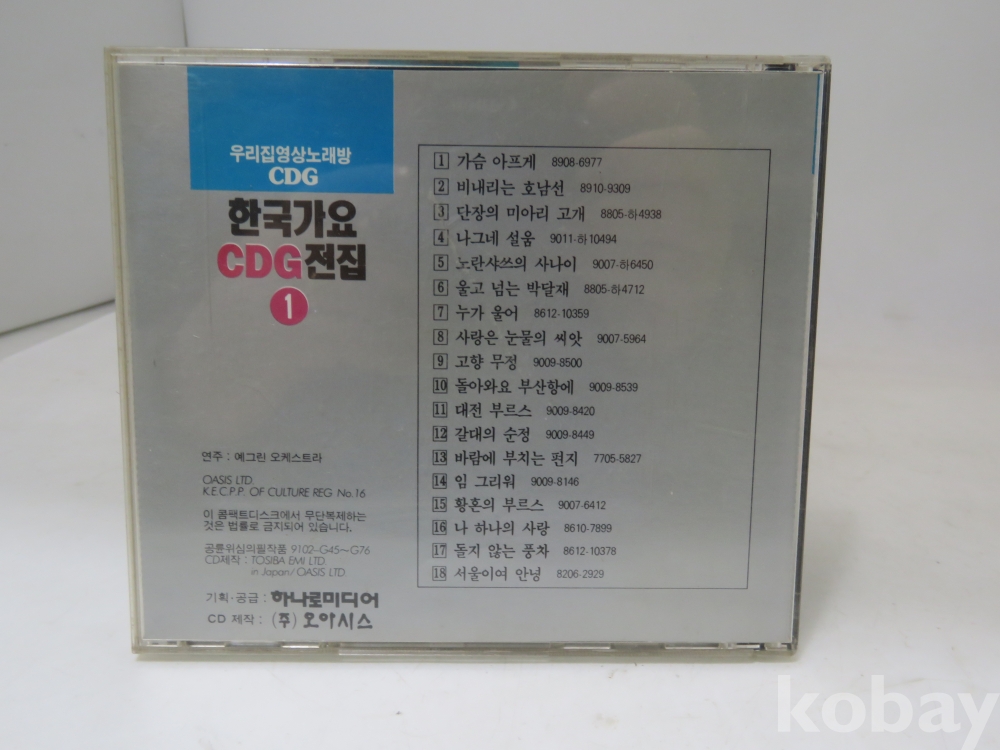 우리집영상노래방
CDG
한국가요
CDG전집
1
연주 : 예그린 오케스트라
OASIS LTD.
K.E.C.P.P. OF CULTURE REG No.16
이 콤팩트디스크에서 무단복제하는
것은 법률로 금지되어 있습니다.
공륜위심의필작품 9102-G45~G76
CD제작 : TOSIBA EMI LTD.
in Japan/OASIS LTD
기획·공급 : 하나로미디어
CD 제작 : (주) 오아시스
1 가슴 아프게 8908-6977
2 비내리는 호남선 8910-9309
3 단장의 미아리 고개 8805-하4938
4 나그네 설움 9011-하10494
5 노란샤쓰의 사나이 9007-하6450
6 울고 넘는 박달재 8805-하4712
7 누가 울어 8612-10359
8 사랑은 눈물의 씨앗 9007-5964
9 고향 무정 9009-8500
10 돌아와요 부산항에 9009-8539
11 대전 부르스 9009-8420
12 갈대의 순정 9009-8449
13 바람에 부치는 편지 7705-5827
14 임 그리워 9009-8146
15 황혼의 부르스 9007-6412
16 나 하나의 사랑 8610-7899
17 돌지 않는 풍차 8612-10378
18 서울이여 안녕 8206-2929
kobay